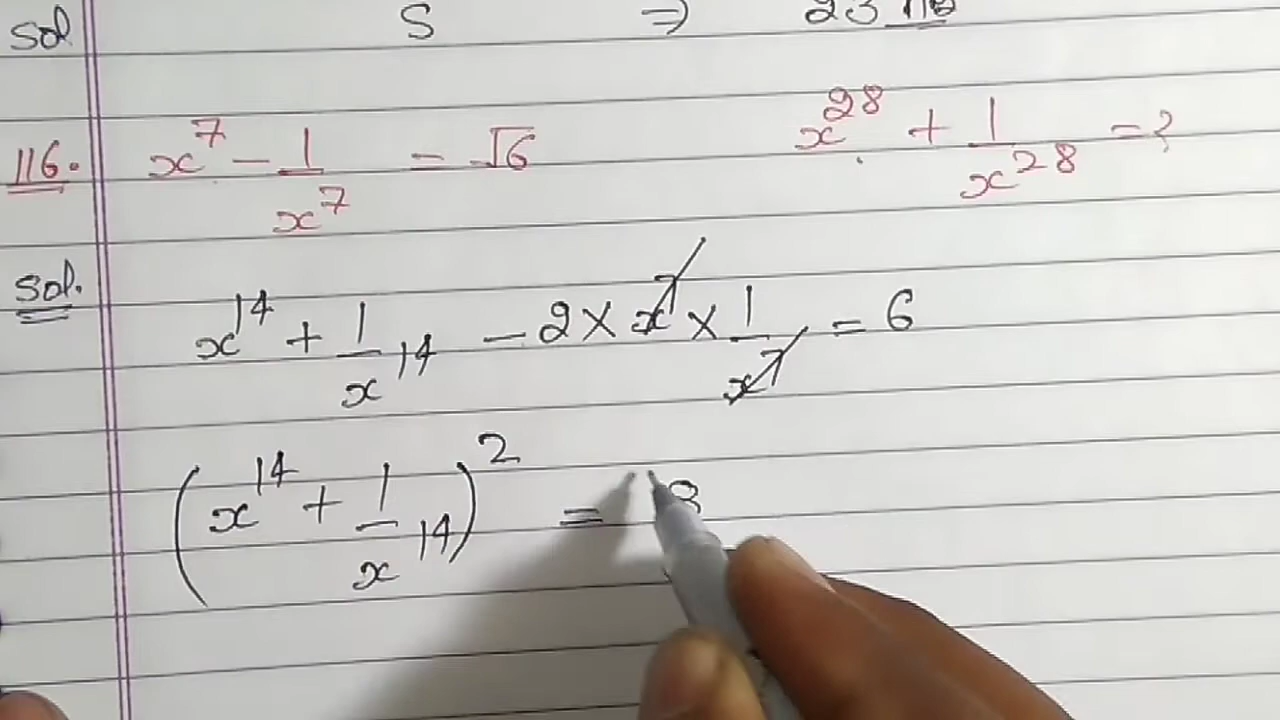 sol S ⇒ 23
116. x⁷ - 1/x⁷ = √6 x²⁸ + 1/x²⁸ = ?
sol. x¹⁴ + 1/x¹⁴ - 2 × x⁷ × 1/x⁷ = 6
(x¹⁴ + 1/x¹⁴)² = 8